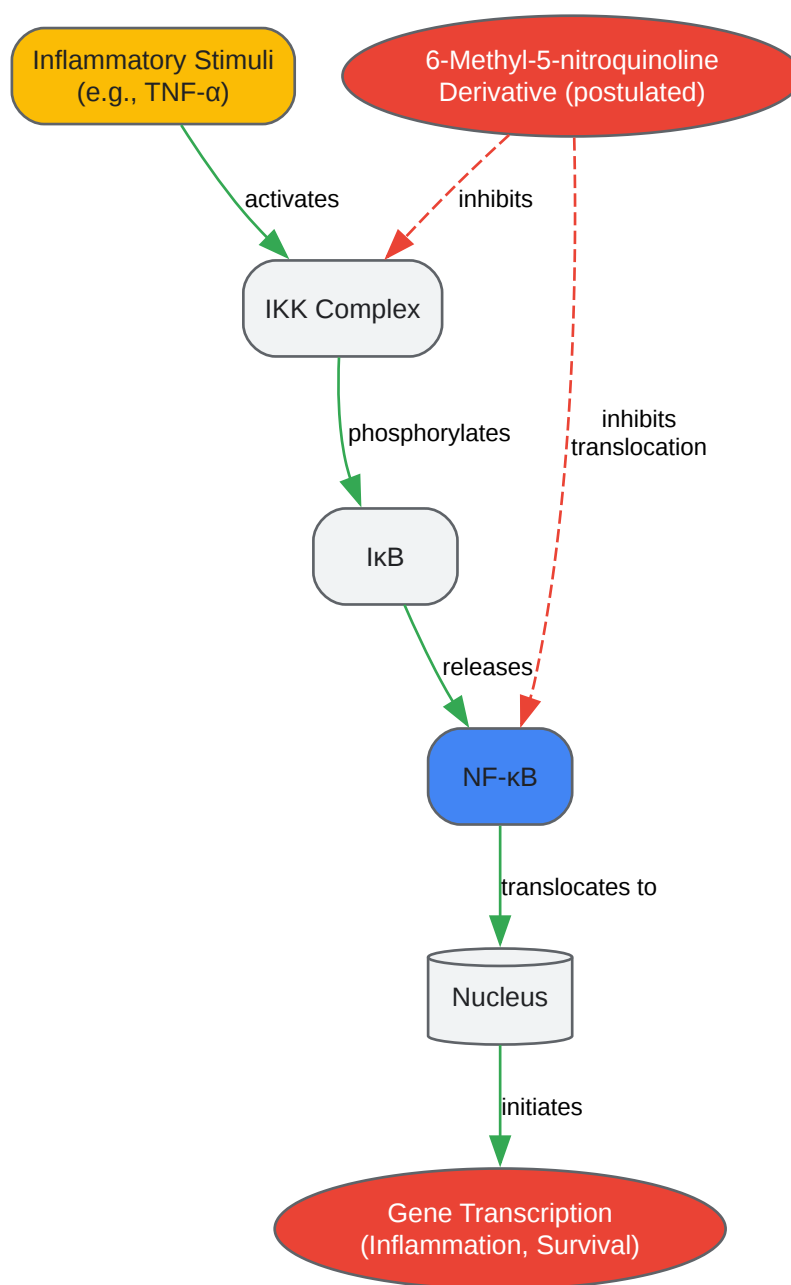 Inflammatory Stimuli
(e.g., TNF-α)
6-Methyl-5-nitroquinoline
Derivative (postulated)
activates
inhibits
IKK Complex
phosphorylates
inhibits
translocation
IκB
releases
NF-κB
translocates to
Nucleus
initiates
Gene Transcription
(Inflammation, Survival)